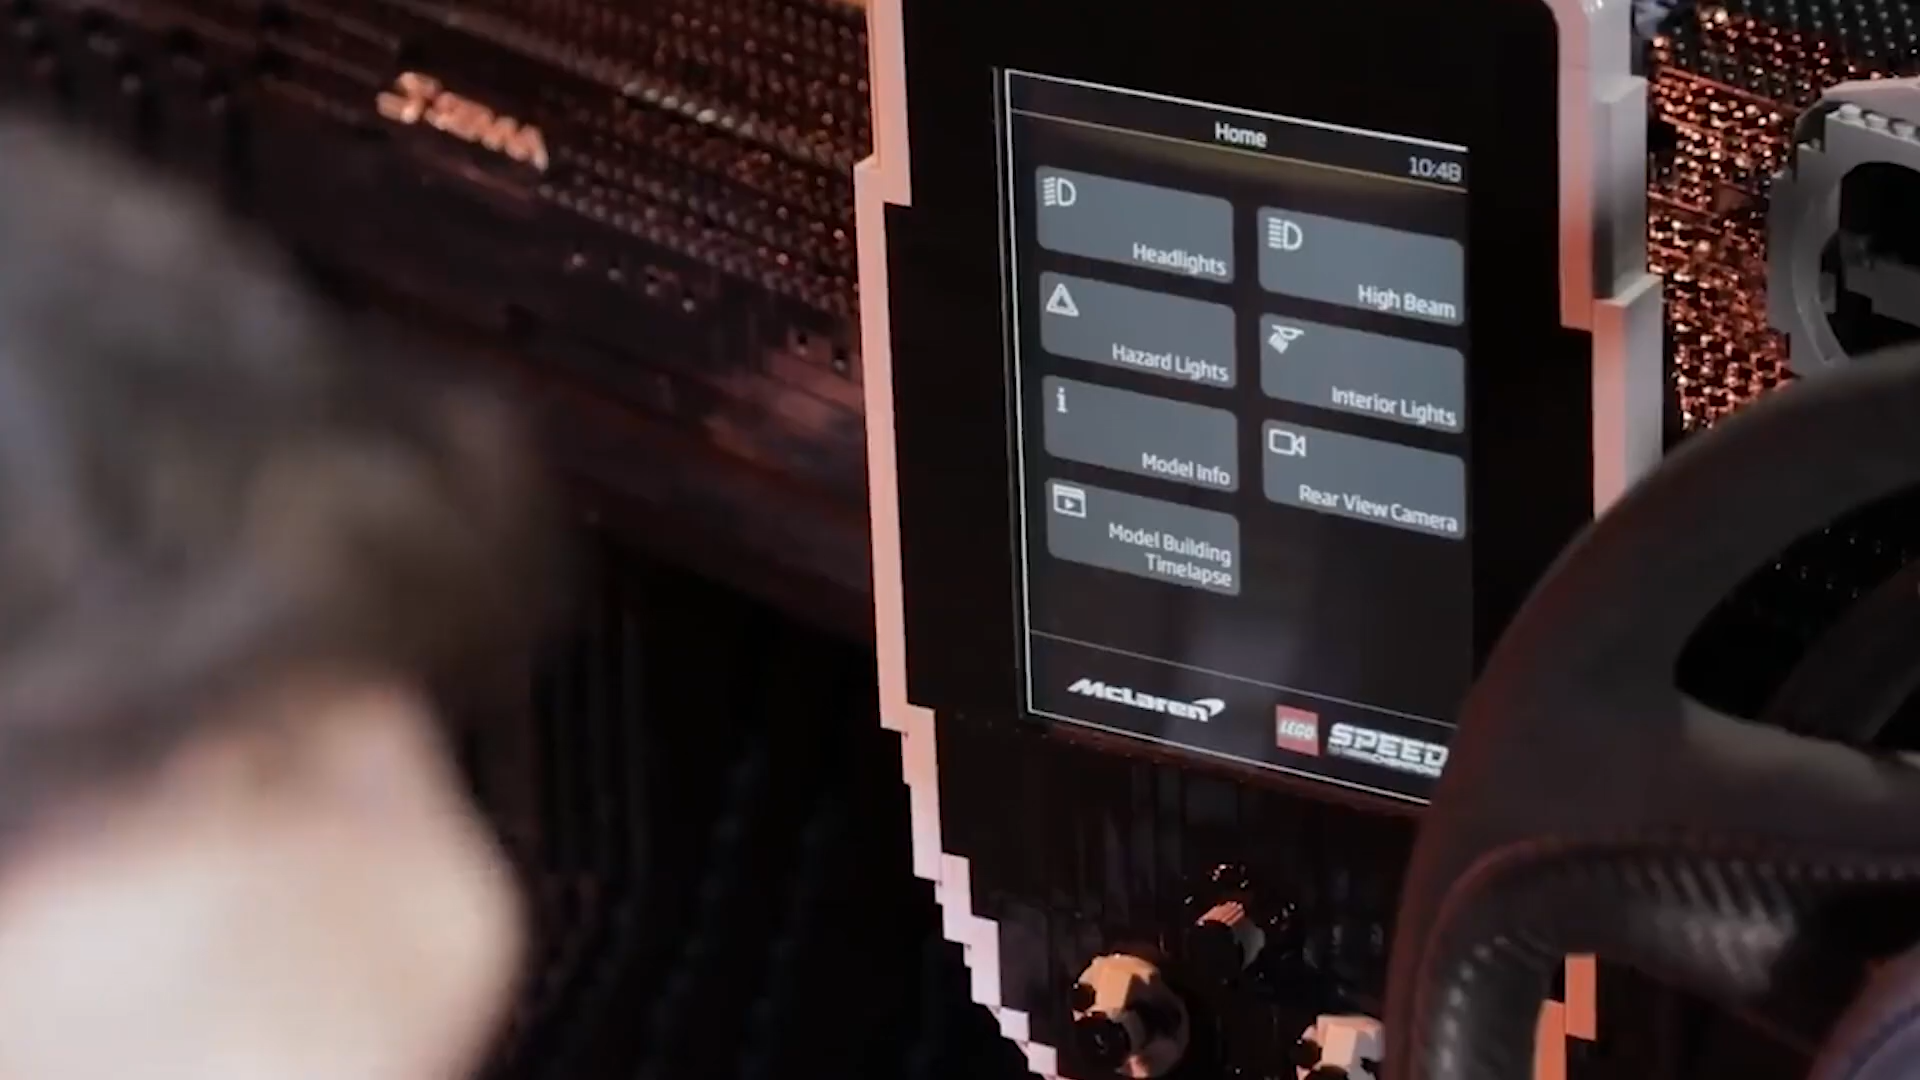 SENNA
Home
10:48
Headlights
High Beam
Hazard Lights
Interior Lights
Model Info
Rear View Camera
Model Building
Timelapse
McLaren
LEGO
SPEED